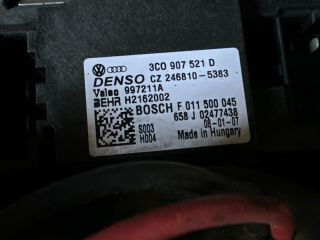 3C0 907 521 D
DENSO CZ 246810-5383
Valeo 997211A
BEHR H2162002
BOSCH F 011 500 045
658 J 02477438
S003 08-01-07
H004 Made in Hungary